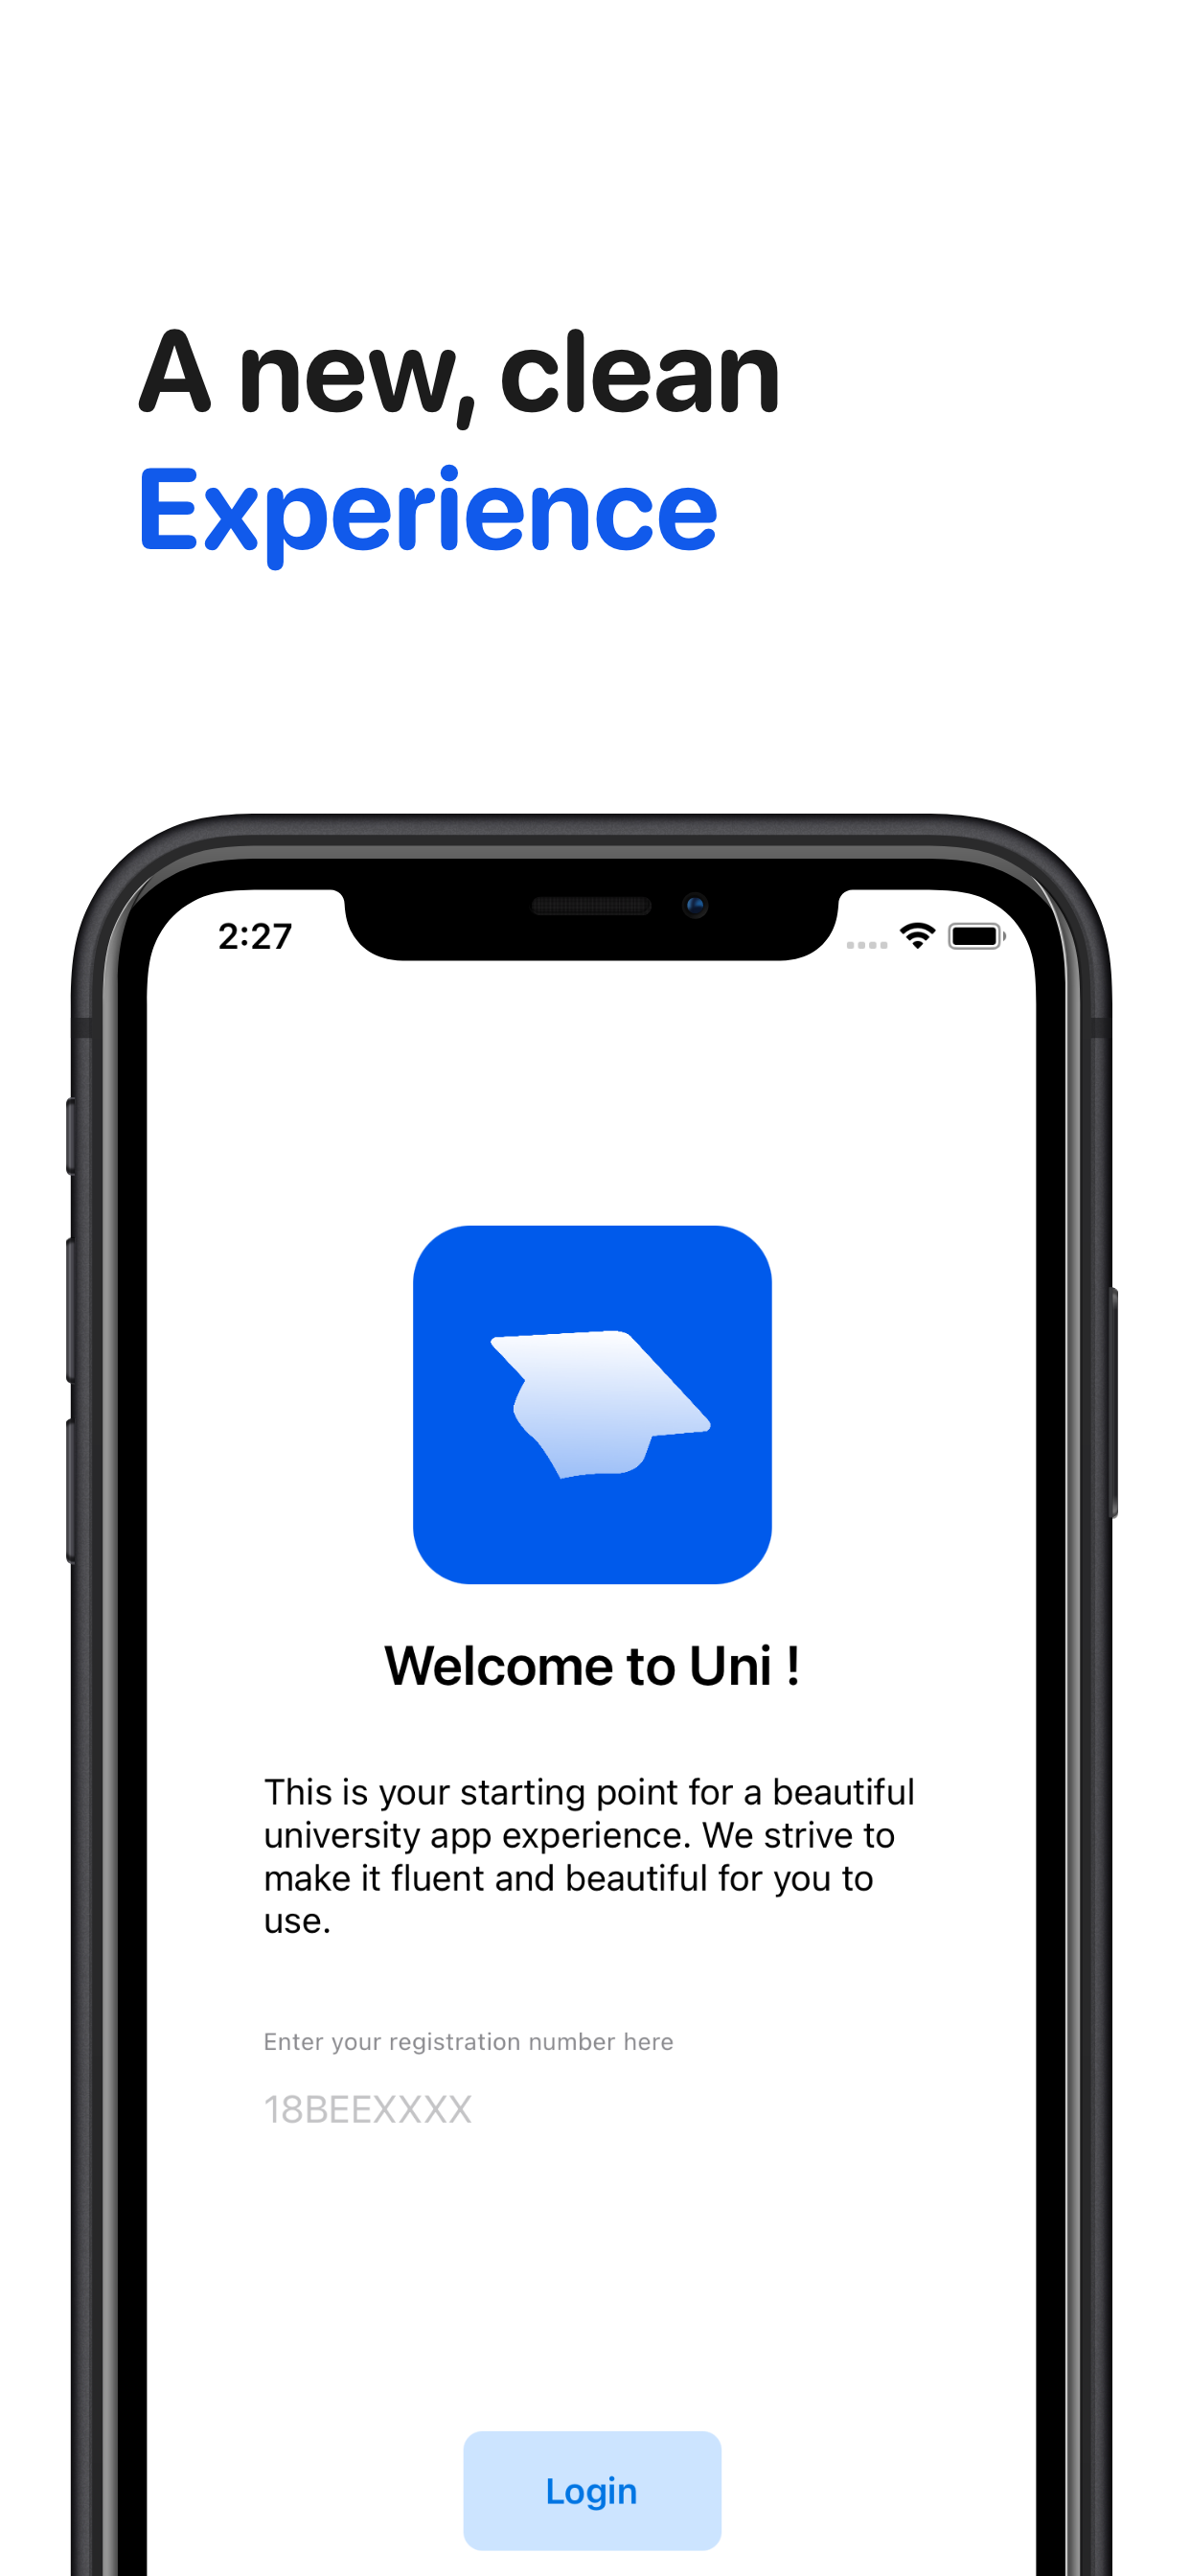 A new, clean
Experience
2:27
Welcome to Uni !
This is your starting point for a beautiful
university app experience. We strive to
make it fluent and beautiful for you to
use.
Enter your registration number here
18BEEXXXX
Login